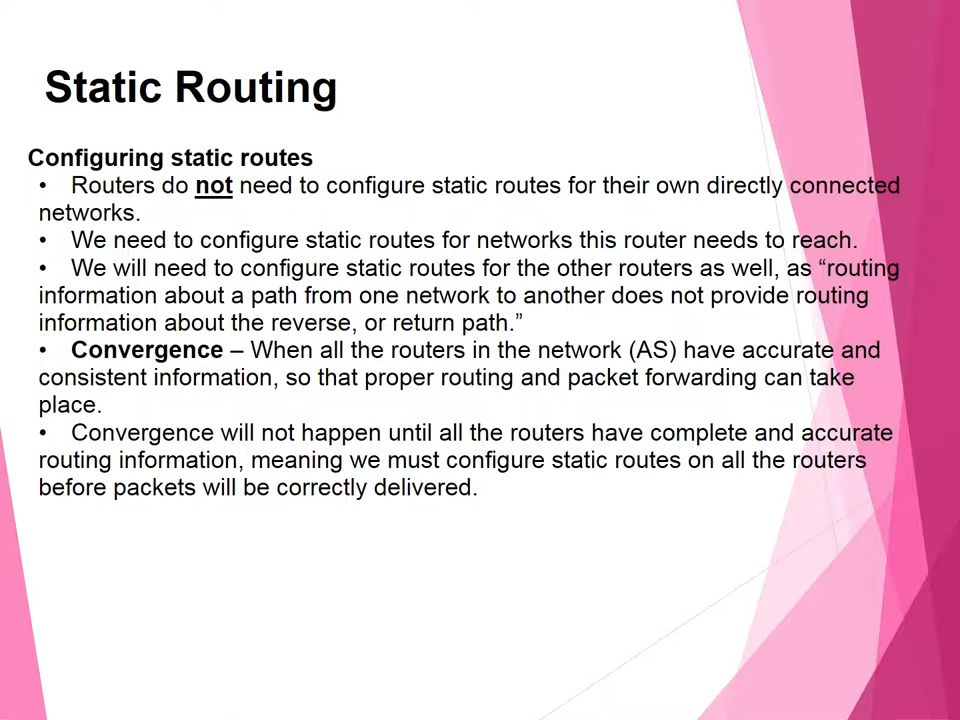 Static Routing
Configuring static routes
• Routers do not need to configure static routes for their own directly connected
networks.
• We need to configure static routes for networks this router needs to reach.
• We will need to configure static routes for the other routers as well, as “routing
information about a path from one network to another does not provide routing
information about the reverse, or return path.”
• Convergence – When all the routers in the network (AS) have accurate and
consistent information, so that proper routing and packet forwarding can take
place.
• Convergence will not happen until all the routers have complete and accurate
routing information, meaning we must configure static routes on all the routers
before packets will be correctly delivered.